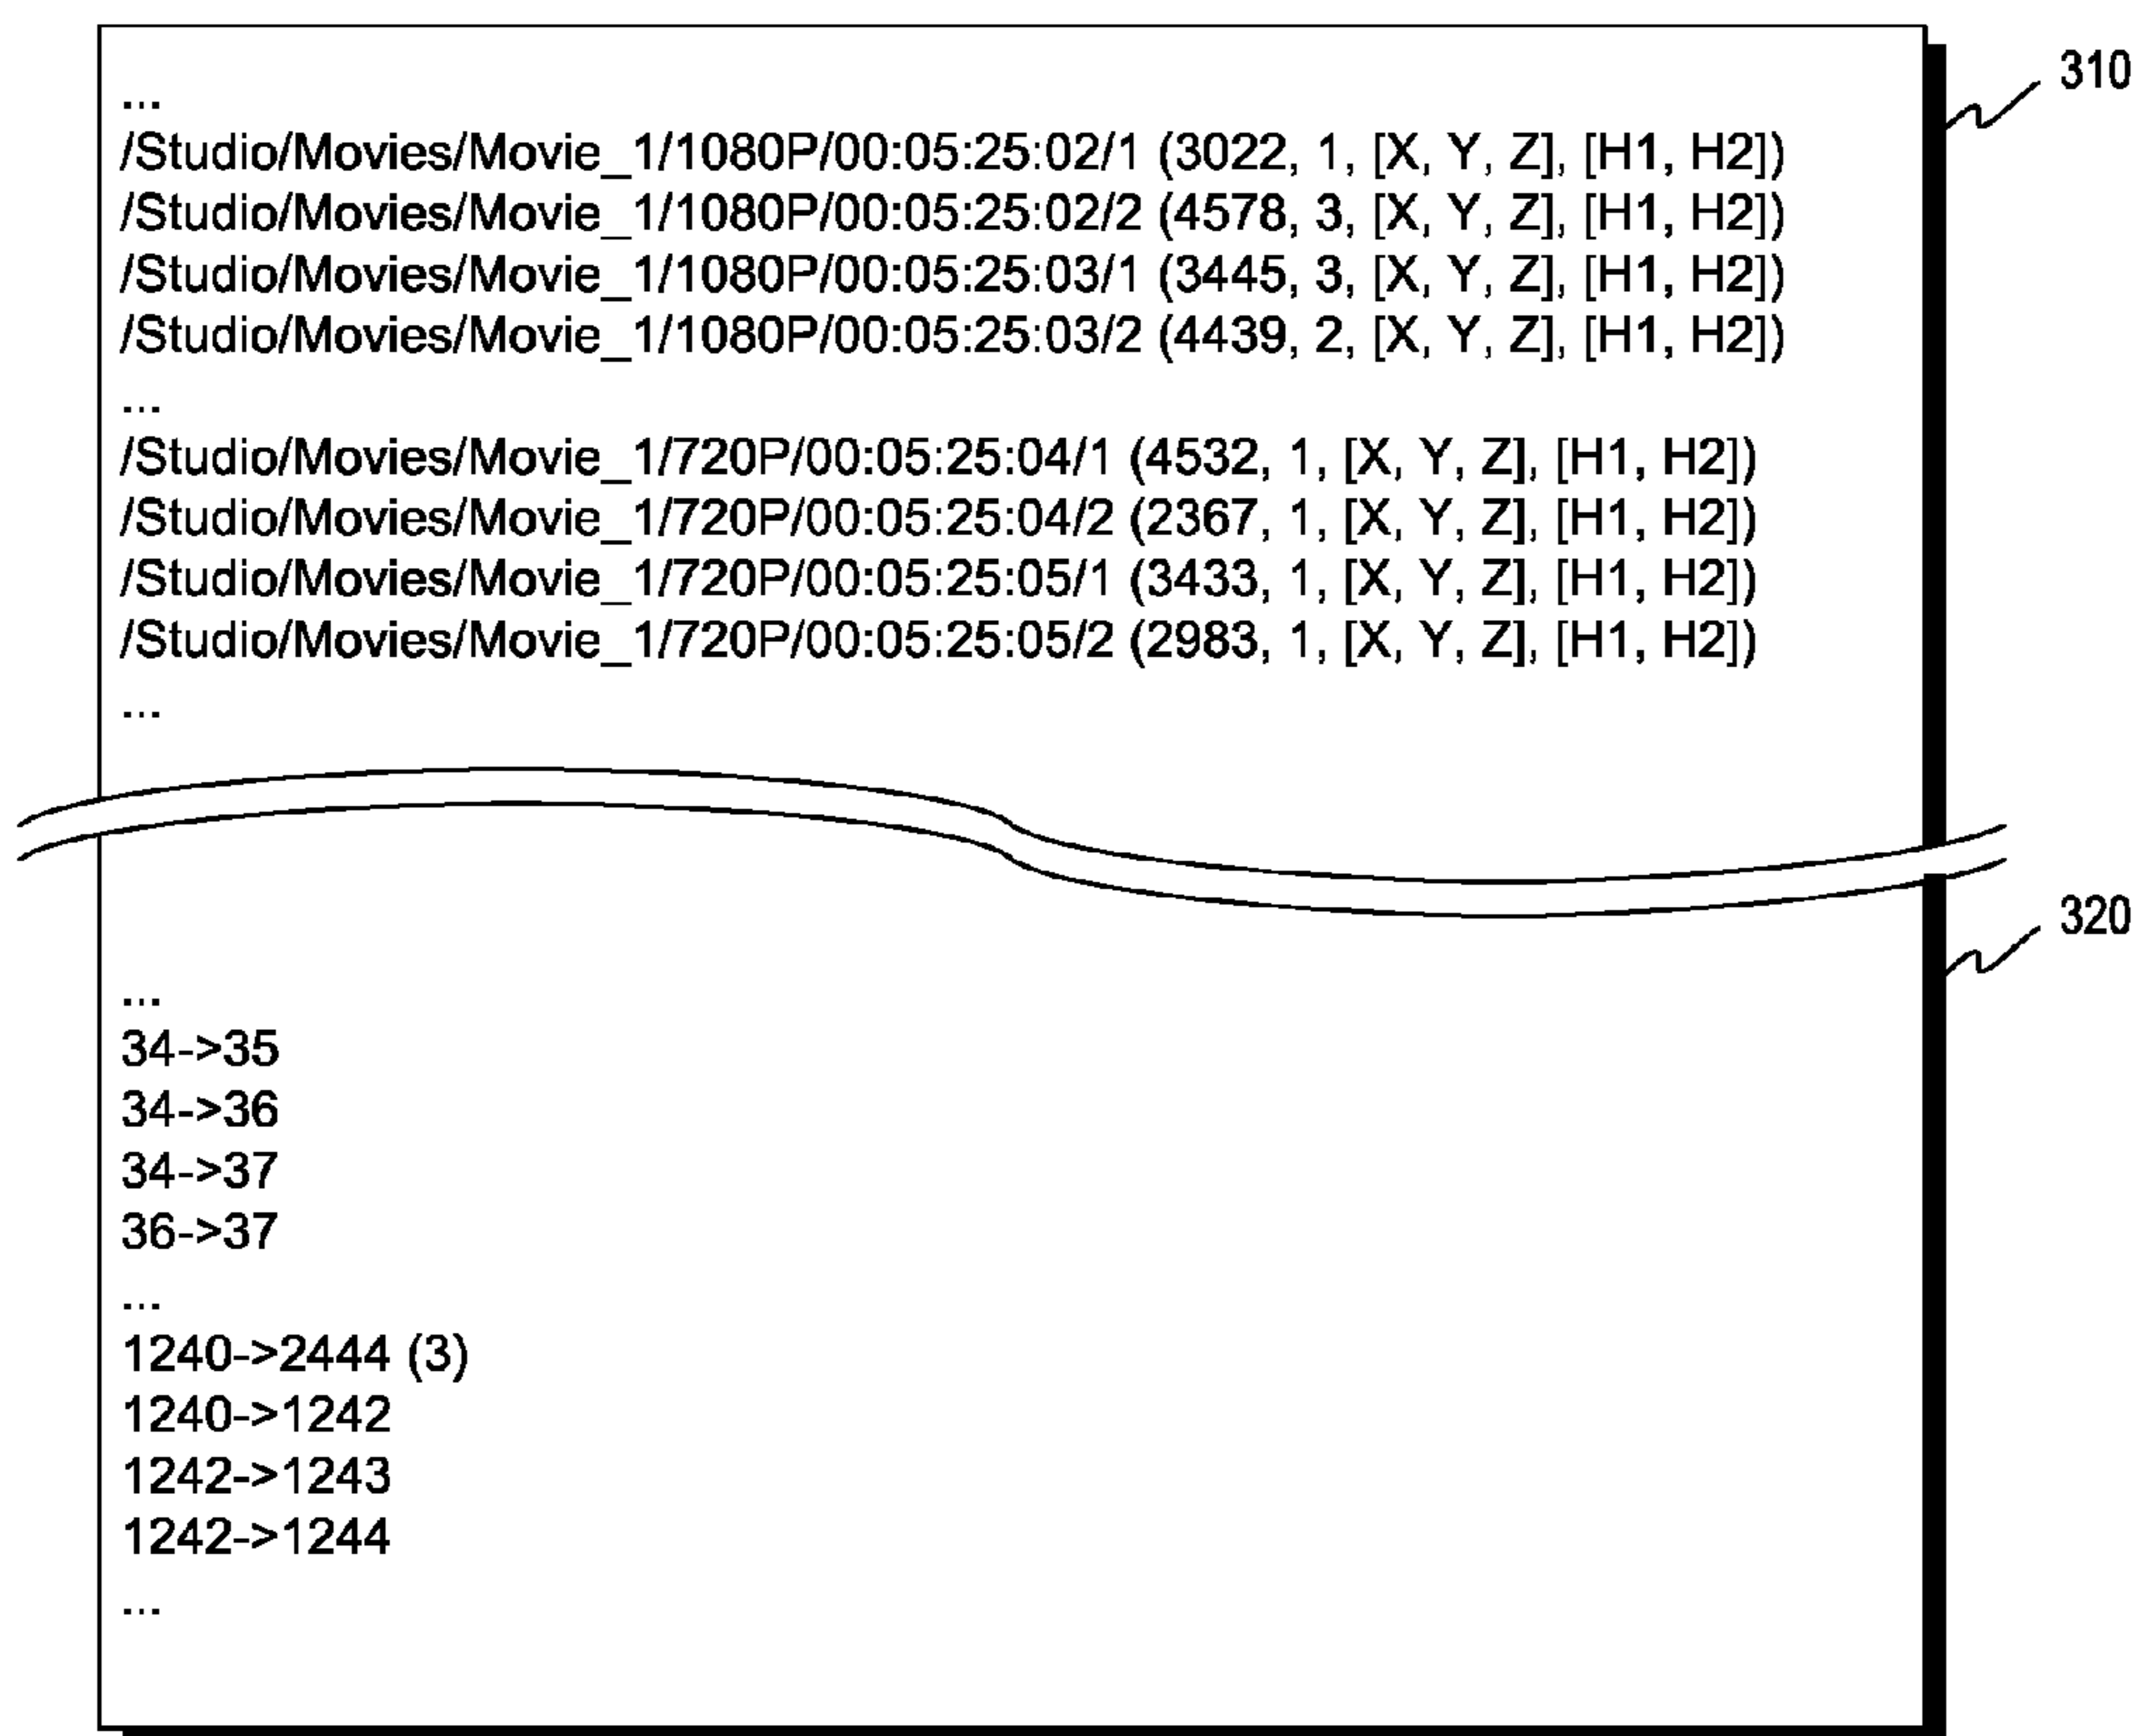 310
...
/Studio/Movies/Movie_1/1080P/00:05:25:02/1 (3022, 1, [X, Y, Z], [H1, H2])
/Studio/Movies/Movie_1/1080P/00:05:25:02/2 (4578, 3, [X, Y, Z], [H1, H2])
/Studio/Movies/Movie_1/1080P/00:05:25:03/1 (3445, 3, [X, Y, Z], [H1, H2])
/Studio/Movies/Movie_1/1080P/00:05:25:03/2 (4439, 2, [X, Y, Z], [H1, H2])
...
/Studio/Movies/Movie_1/720P/00:05:25:04/1 (4532, 1, [X, Y, Z], [H1, H2])
/Studio/Movies/Movie_1/720P/00:05:25:04/2 (2367, 1, [X, Y, Z], [H1, H2])
/Studio/Movies/Movie_1/720P/00:05:25:05/1 (3433, 1, [X, Y, Z], [H1, H2])
/Studio/Movies/Movie_1/720P/00:05:25:05/2 (2983, 1, [X, Y, Z], [H1, H2])
...
320
...
34->35
34->36
34->37
36->37
...
1240->2444 (3)
1240->1242
1242->1243
1242->1244
...